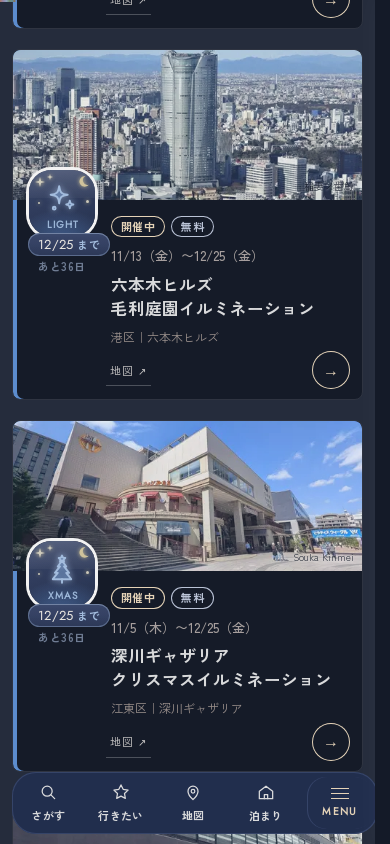 地図 ↗
→
LIGHT
12/25 まで
あと36日
開催中
無料
11/13（金）〜12/25（金）
六本木ヒルズ
毛利庭園イルミネーション
港区｜六本木ヒルズ
地図 ↗
→
Souka Kinmei
XMAS
12/25 まで
あと36日
開催中
無料
11/5（木）〜12/25（金）
深川ギャザリア
クリスマスイルミネーション
江東区｜深川ギャザリア
地図 ↗
→
さがす
行きたい
地図
泊まり
MENU